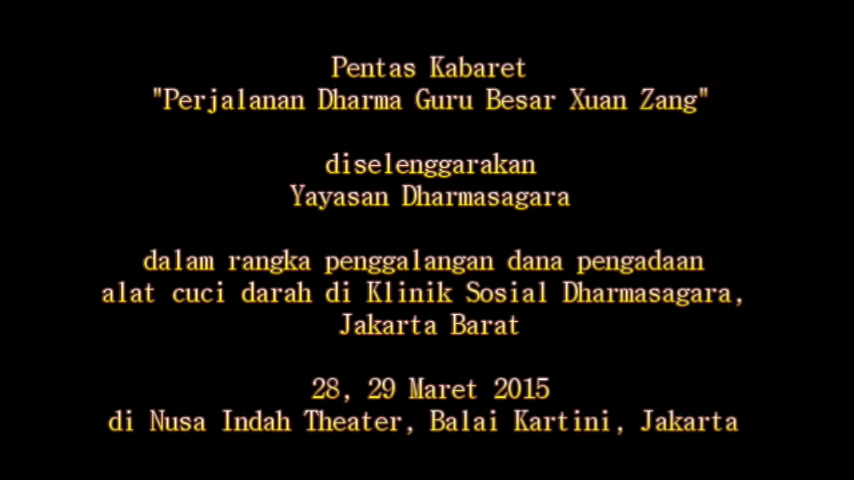 Pentas Kabaret
"Perjalanan Dharma Guru Besar Xuan Zang"
diselenggarakan
Yayasan Dharmasagara
dalam rangka penggalangan dana pengadaan
alat cuci darah di Klinik Sosial Dharmasagara,
Jakarta Barat
28, 29 Maret 2015
di Nusa Indah Theater, Balai Kartini, Jakarta